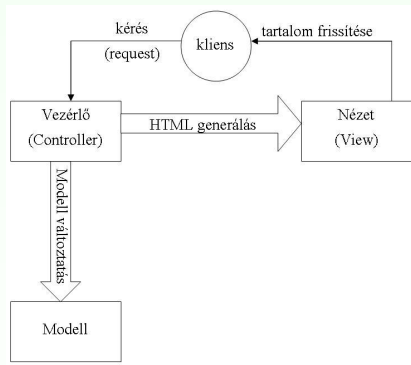 kérés
(request)
kliens
tartalom frissítése
Vezérlő
(Controller)
HTML generálás
Nézet
(View)
Modell változtatás
Modell